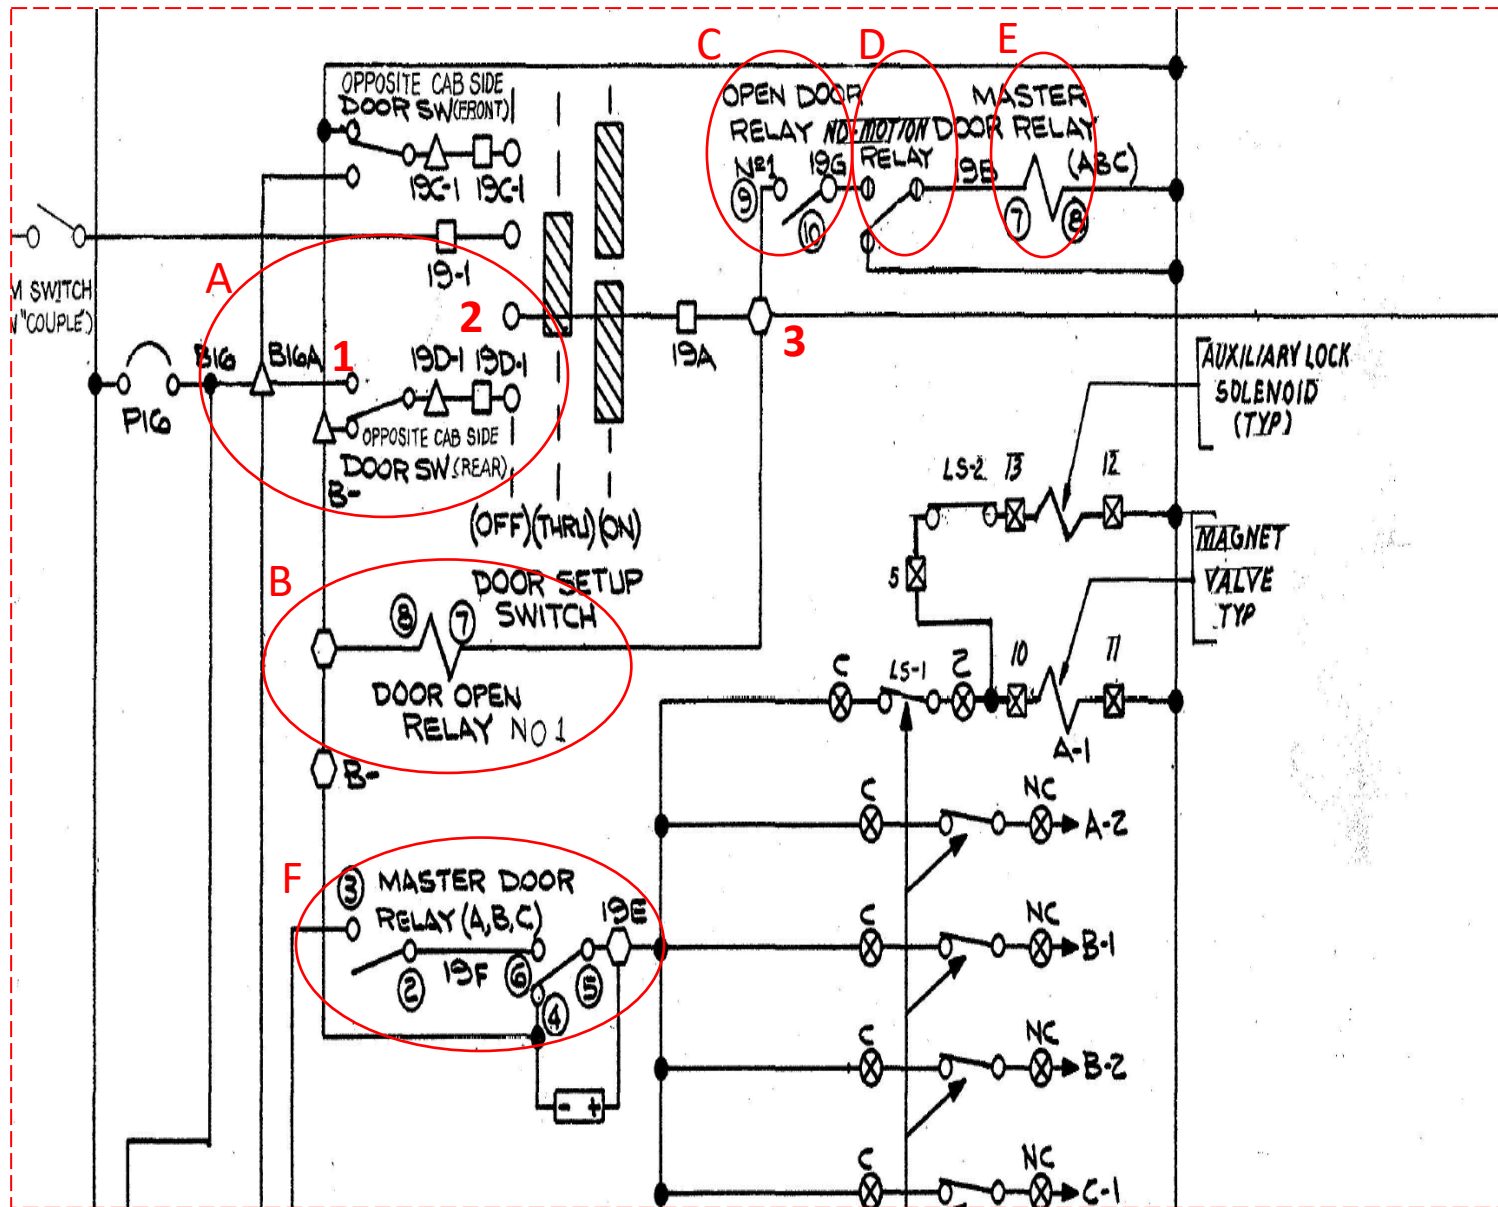 C
D
E
OPPOSITE CAB SIDE
DOOR SW (FRONT)
OPEN DOOR
RELAY
Nº1
NO-MOTION
RELAY
MASTER
DOOR RELAY
(ABC)
19C-1
19C-1
9
19G
10
19B
7
8
19-1
A
M SWITCH
N "COUPLE")
2
1
3
B16
B16A
P16
19D-1
19D-1
19A
OPPOSITE CAB SIDE
DOOR SW (REAR)
B-
(OFF) (THRU) (ON)
DOOR SETUP
SWITCH
AUXILIARY LOCK
SOLENOID
(TYP)
LS-2
13
12
MAGNET
VALVE
TYP
5
B
8
7
DOOR OPEN
RELAY NO 1
C
LS-1
2
10
11
A-1
B-
C
NC
A-2
F
3
MASTER DOOR
RELAY (A,B,C)
19E
2
19F
6
5
4
C
NC
B-1
C
NC
B-2
- +
C
NC
C-1